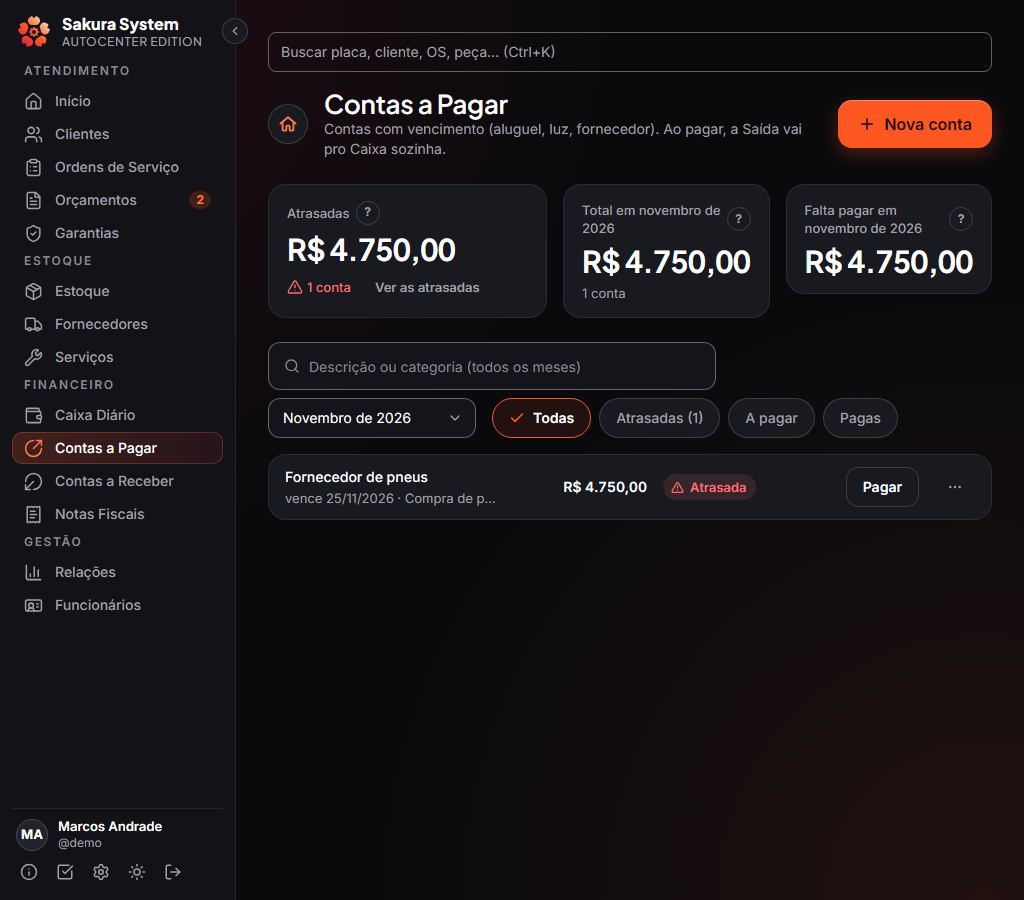 Sakura System
AUTOCENTER EDITION
ATENDIMENTO
Início
Clientes
Ordens de Serviço
Orçamentos 2
Garantias
ESTOQUE
Estoque
Fornecedores
Serviços
FINANCEIRO
Caixa Diário
Contas a Pagar
Contas a Receber
Notas Fiscais
GESTÃO
Relações
Funcionários
MA
Marcos Andrade
@demo
Buscar placa, cliente, OS, peça... (Ctrl+K)
Contas a Pagar
Contas com vencimento (aluguel, luz, fornecedor). Ao pagar, a Saída vai
pro Caixa sozinha.
+ Nova conta
Atrasadas ?
R$ 4.750,00
1 conta Ver as atrasadas
Total em novembro de
2026 ?
R$ 4.750,00
1 conta
Falta pagar em
novembro de 2026 ?
R$ 4.750,00
Descrição ou categoria (todos os meses)
Novembro de 2026 Todas Atrasadas (1) A pagar Pagas
Fornecedor de pneus
vence 25/11/2026 · Compra de p...
R$ 4.750,00 Atrasada Pagar ...